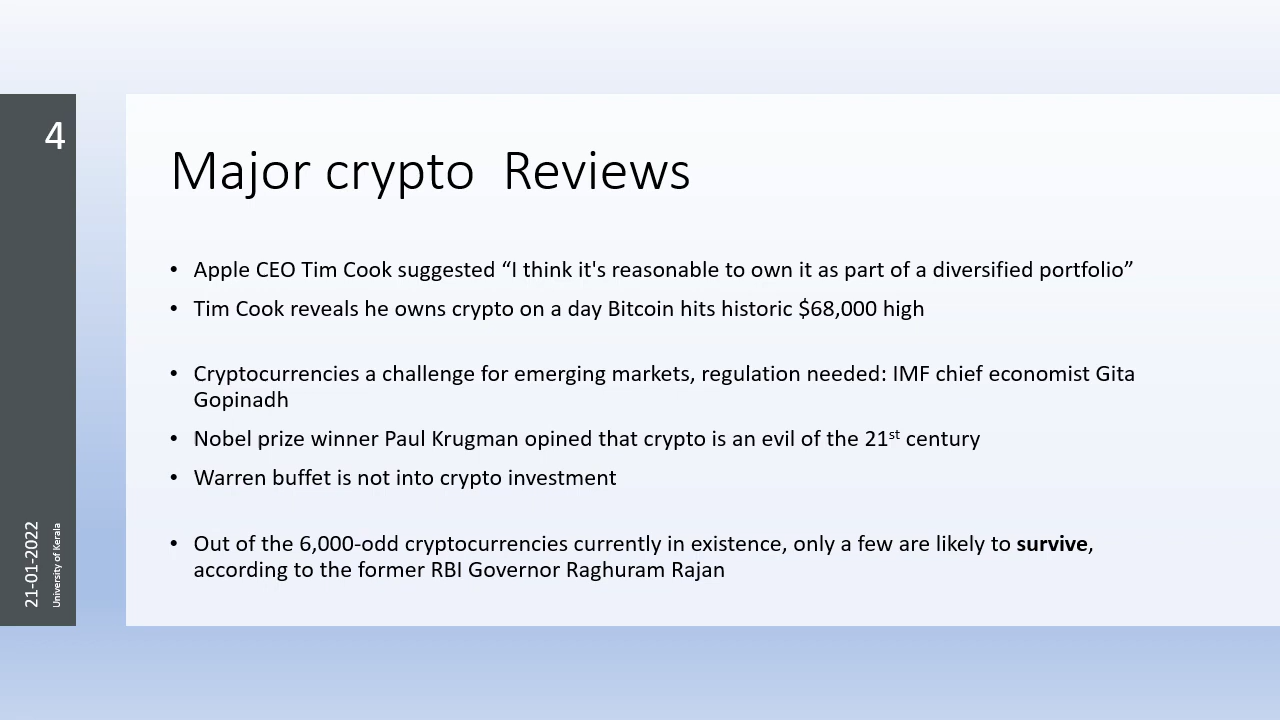 4
Major crypto  Reviews
• Apple CEO Tim Cook suggested “I think it's reasonable to own it as part of a diversified portfolio”
• Tim Cook reveals he owns crypto on a day Bitcoin hits historic $68,000 high
• Cryptocurrencies a challenge for emerging markets, regulation needed: IMF chief economist Gita
Gopinadh
• Nobel prize winner Paul Krugman opined that crypto is an evil of the 21st century
• Warren buffet is not into crypto investment
• Out of the 6,000-odd cryptocurrencies currently in existence, only a few are likely to survive,
according to the former RBI Governor Raghuram Rajan
21-01-2022
University of Kerala